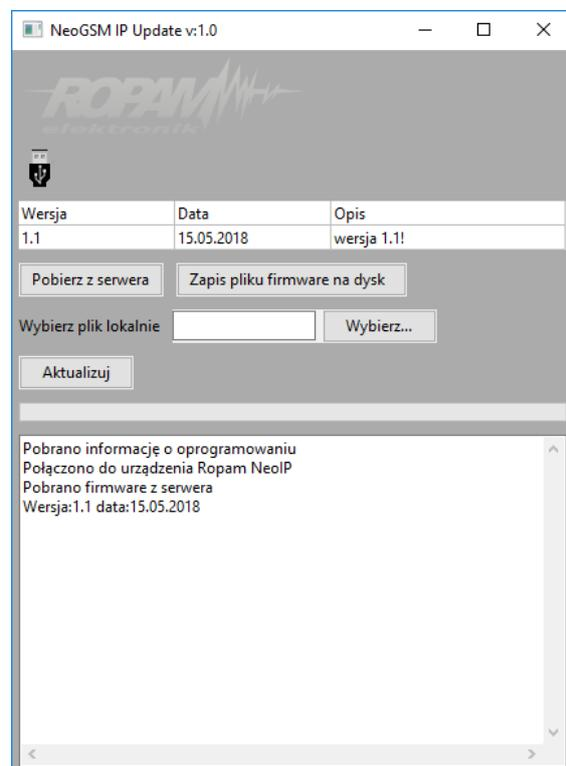 NeoGSM IP Update v:1.0
ROPAM
elektronik
Wersja Data Opis
1.1 15.05.2018 wersja 1.1!
Pobierz z serwera Zapis pliku firmware na dysk
Wybierz plik lokalnie Wybierz...
Aktualizuj
Pobrano informację o oprogramowaniu
Połączono do urządzenia Ropam NeoIP
Pobrano firmware z serwera
Wersja:1.1 data:15.05.2018